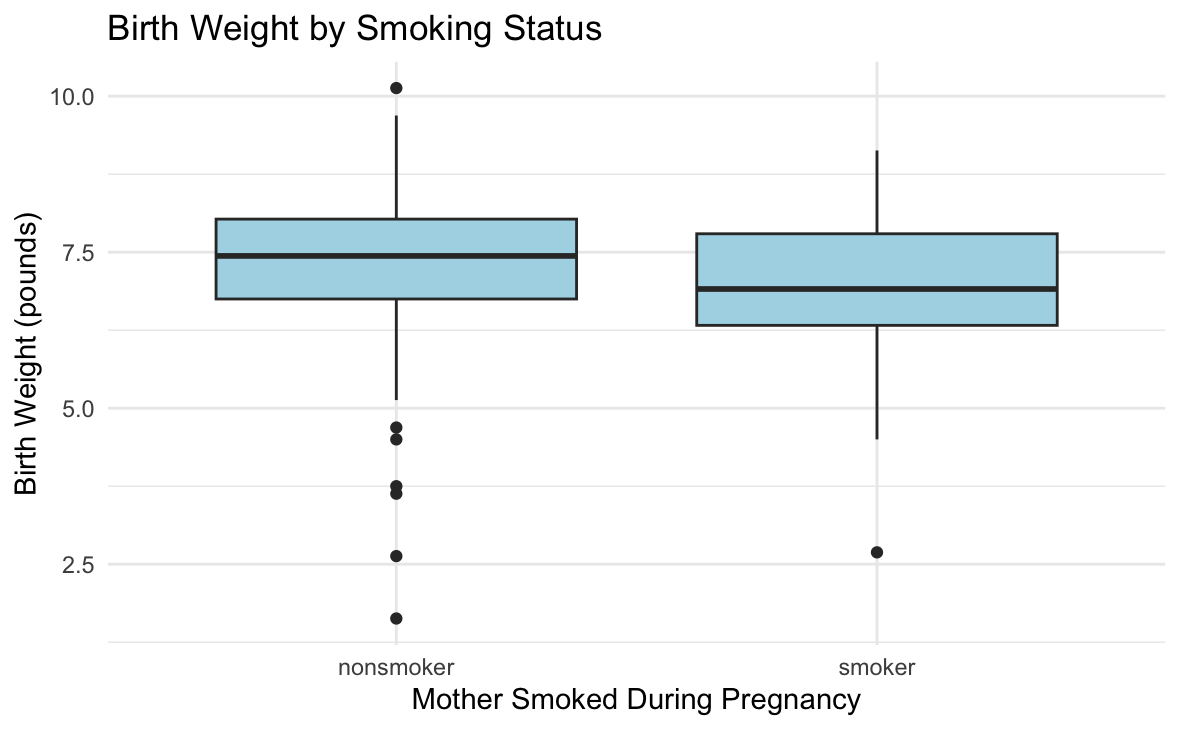 Birth Weight by Smoking Status
10.0
7.5
5.0
2.5
Birth Weight (pounds)
nonsmoker smoker
Mother Smoked During Pregnancy